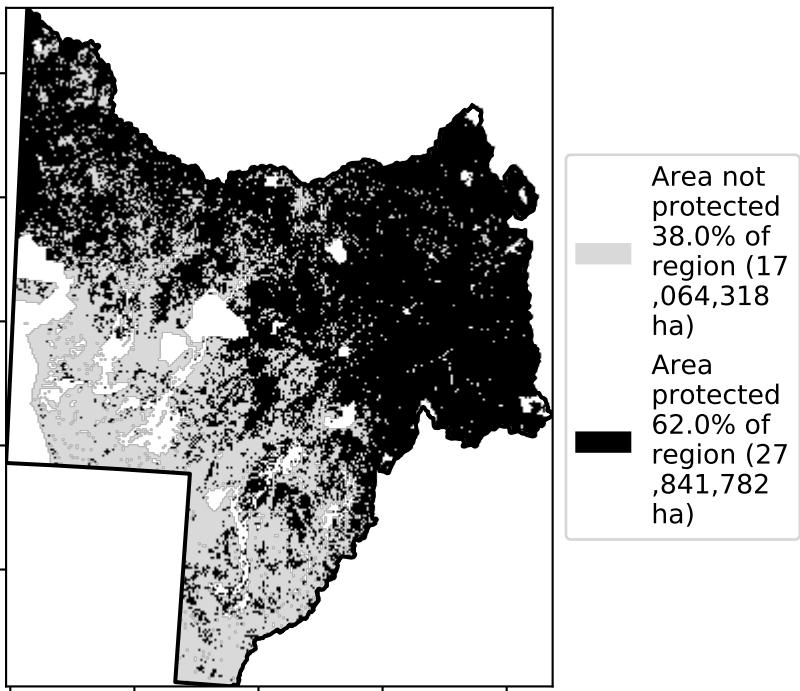 Area not
protected
38.0% of
region (17
,064,318
ha)
Area
protected
62.0% of
region (27
,841,782
ha)